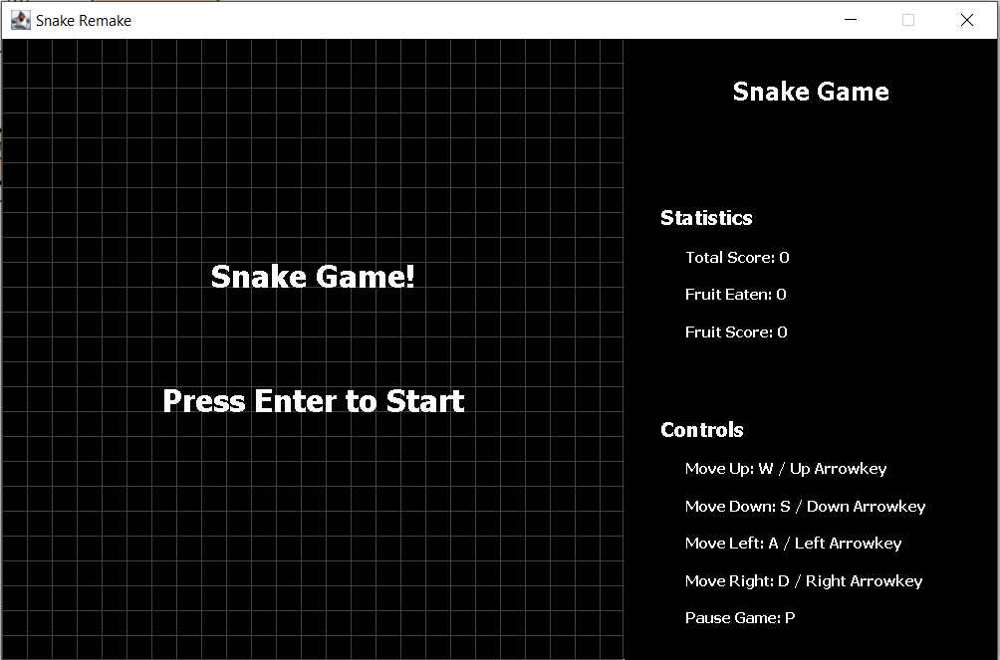 Snake Remake
Snake Game!
Press Enter to Start
Snake Game
Statistics
Total Score: 0
Fruit Eaten: 0
Fruit Score: 0
Controls
Move Up: W / Up Arrowkey
Move Down: S / Down Arrowkey
Move Left: A / Left Arrowkey
Move Right: D / Right Arrowkey
Pause Game: P